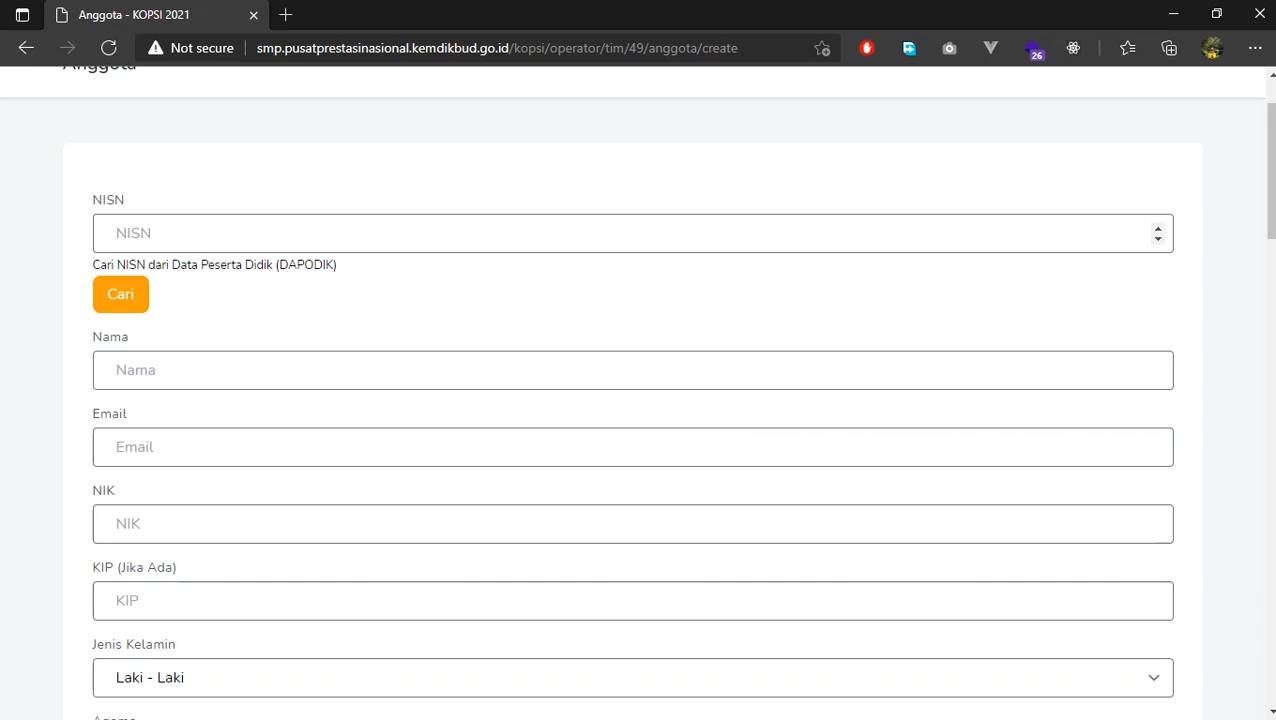 Anggota - KOPSI 2021
Not secure
smp.pusatprestasinasional.kemdikbud.go.id/kopsi/operator/tim/49/anggota/create
26
Anggota
NISN
NISN
Cari NISN dari Data Peserta Didik (DAPODIK)
Cari
Nama
Nama
Email
Email
NIK
NIK
KIP (Jika Ada)
KIP
Jenis Kelamin
Laki - Laki
Agama